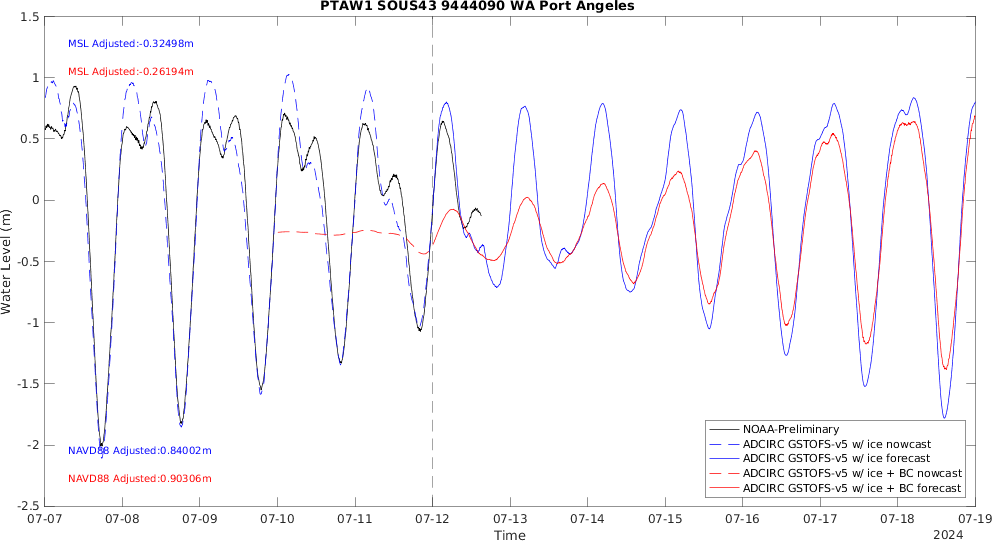 PTAW1 SOUS43 9444090 WA Port Angeles
1.5
1
0.5
0
-0.5
-1
-1.5
-2
-2.5
Water Level (m)
MSL Adjusted:-0.32498m
MSL Adjusted:-0.26194m
NAVD88 Adjusted:0.84002m
NAVD88 Adjusted:0.90306m
NOAA-Preliminary
ADCIRC GSTOFS-v5 w/ ice nowcast
ADCIRC GSTOFS-v5 w/ ice forecast
ADCIRC GSTOFS-v5 w/ ice + BC nowcast
ADCIRC GSTOFS-v5 w/ ice + BC forecast
07-07 07-08 07-09 07-10 07-11 07-12 07-13 07-14 07-15 07-16 07-17 07-18 07-19
Time
2024